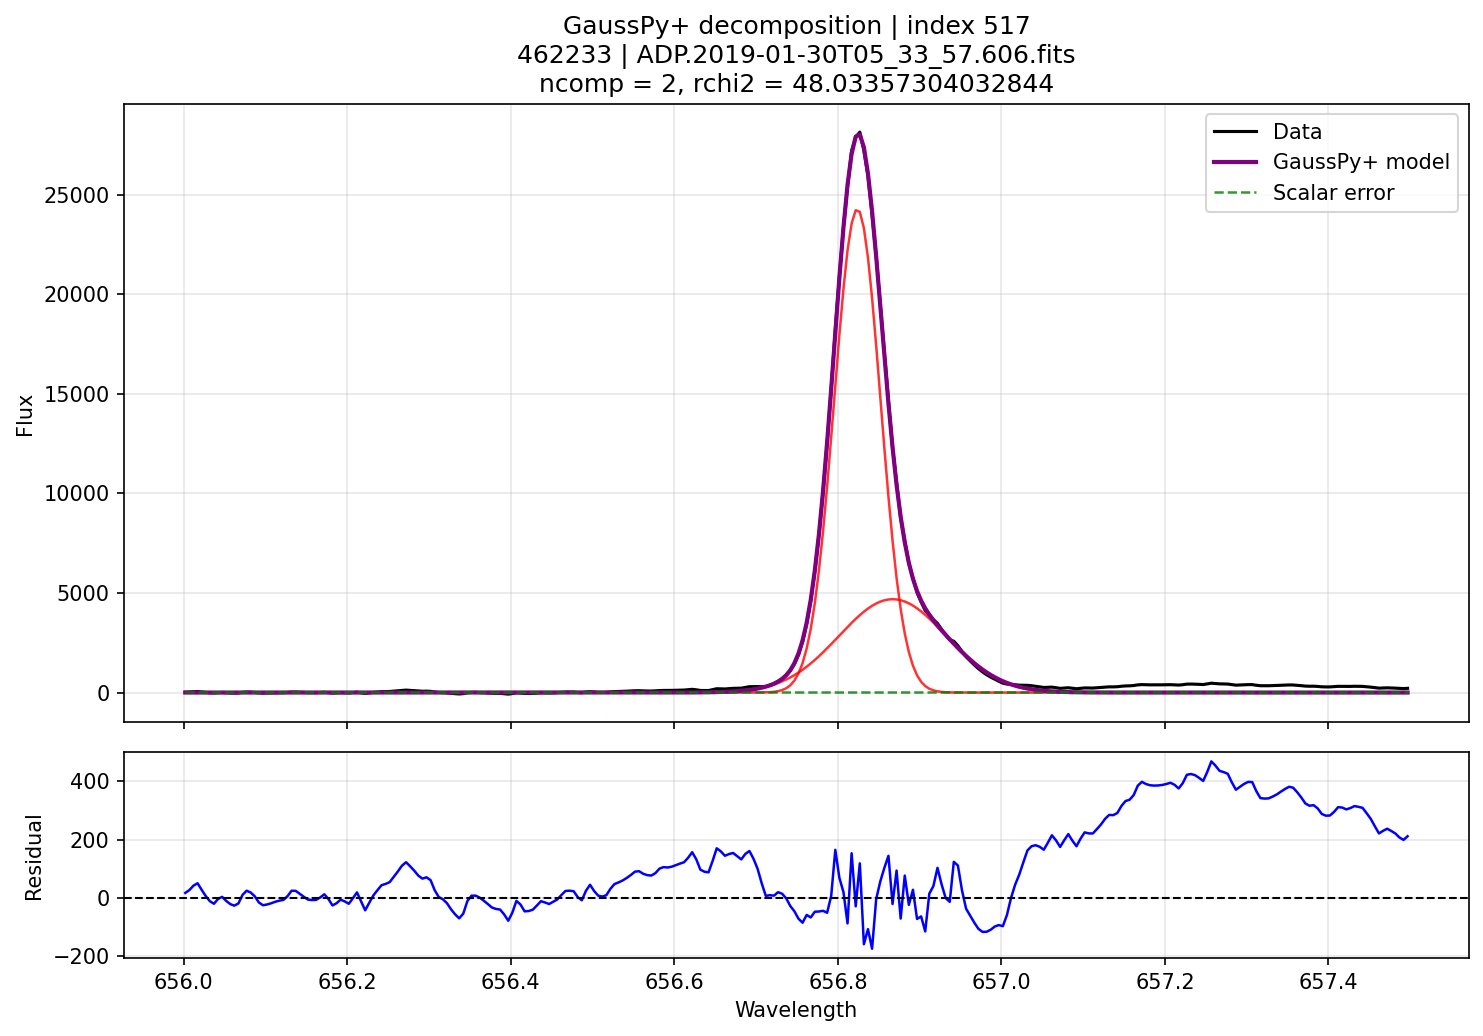 GaussPy+ decomposition | index 517
462233 | ADP.2019-01-30T05_33_57.606.fits
ncomp = 2, rchi2 = 48.03357304032844
Data
GaussPy+ model
Scalar error
25000
20000
15000
10000
5000
0
Flux
400
200
0
−200
Residual
656.0
656.2
656.4
656.6
656.8
657.0
657.2
657.4
Wavelength